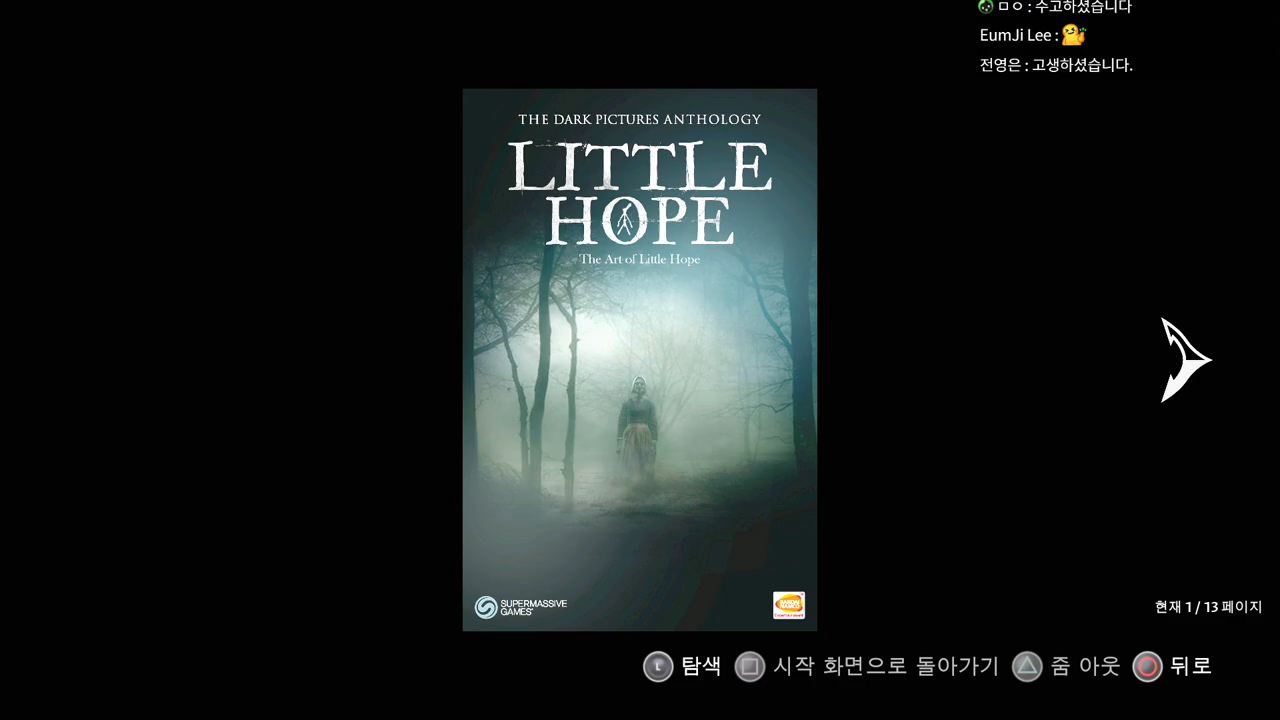 ㅁㅇ : 수고하셨습니다
EumJi Lee :
전영은 : 고생하셨습니다.
THE DARK PICTURES ANTHOLOGY
LITTLE
HOPE
The Art of Little Hope
SUPERMASSIVE
GAMES
BANDAI
NAMCO
Entertainment
현재 1 / 13 페이지
L 탐색 시작 화면으로 돌아가기 줌 아웃 뒤로